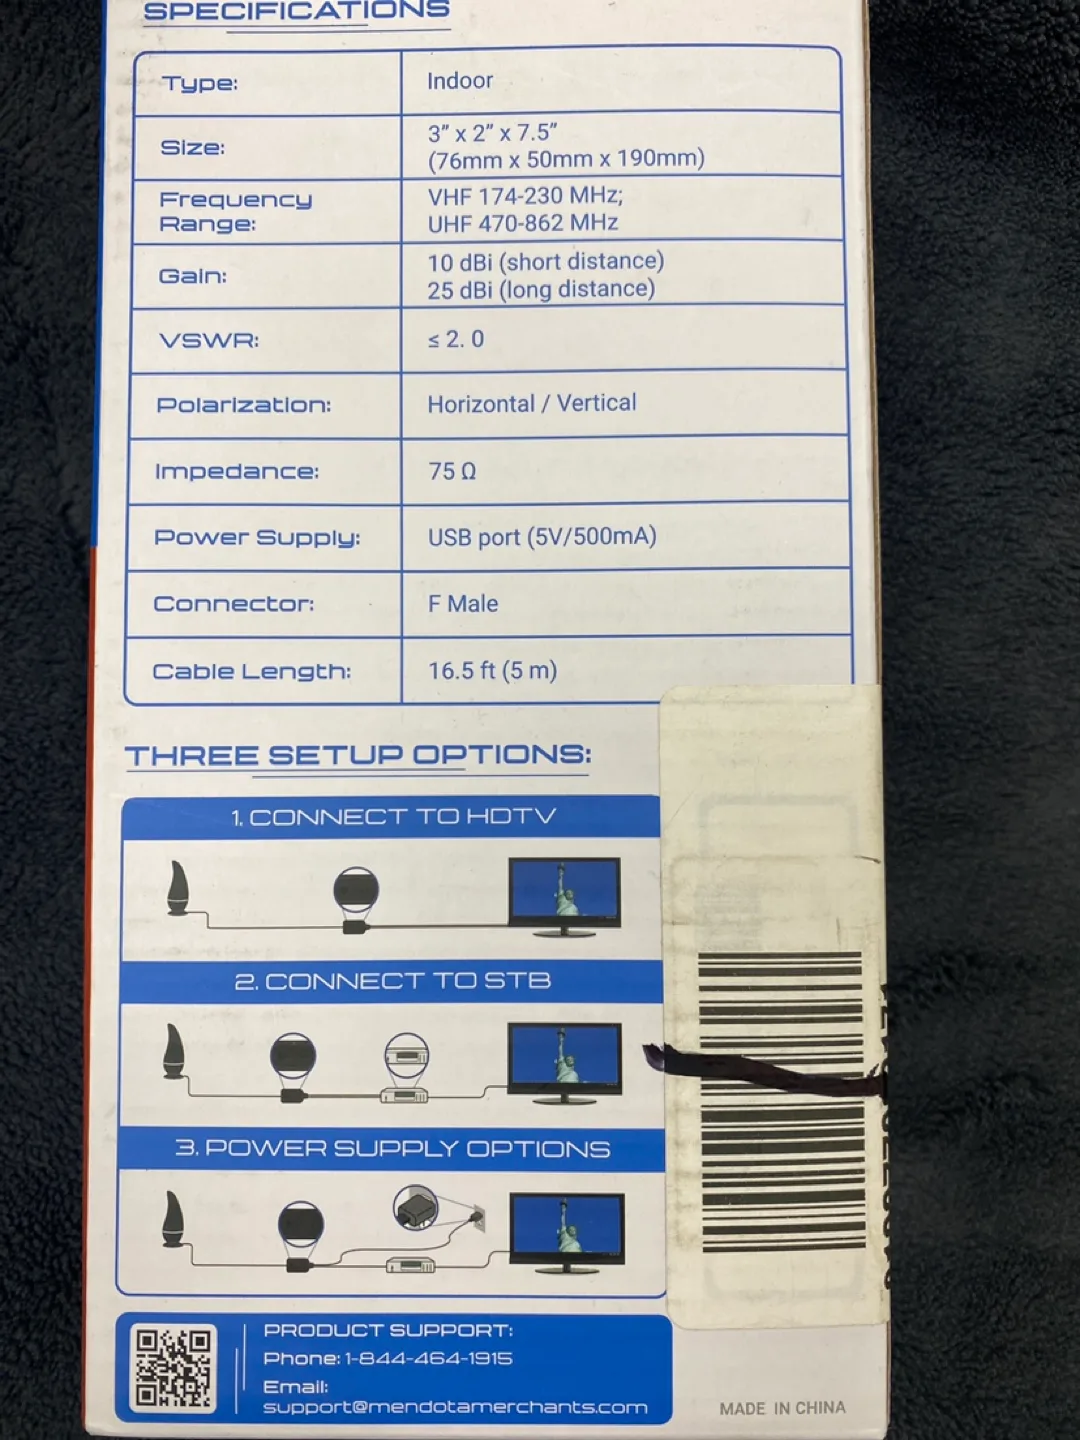 SPECIFICATIONS
Type: Indoor
Size: 3” x 2” x 7.5”
(76mm x 50mm x 190mm)
Frequency Range: VHF 174-230 MHz;
UHF 470-862 MHz
Gain: 10 dBi (short distance)
25 dBi (long distance)
VSWR: ≤ 2. 0
Polarization: Horizontal / Vertical
Impedance: 75 Ω
Power Supply: USB port (5V/500mA)
Connector: F Male
Cable Length: 16.5 ft (5 m)
THREE SETUP OPTIONS:
1. CONNECT TO HDTV
2. CONNECT TO STB
3. POWER SUPPLY OPTIONS
PRODUCT SUPPORT:
Phone: 1-844-464-1915
Email:
support@mendotamerchants.com
MADE IN CHINA